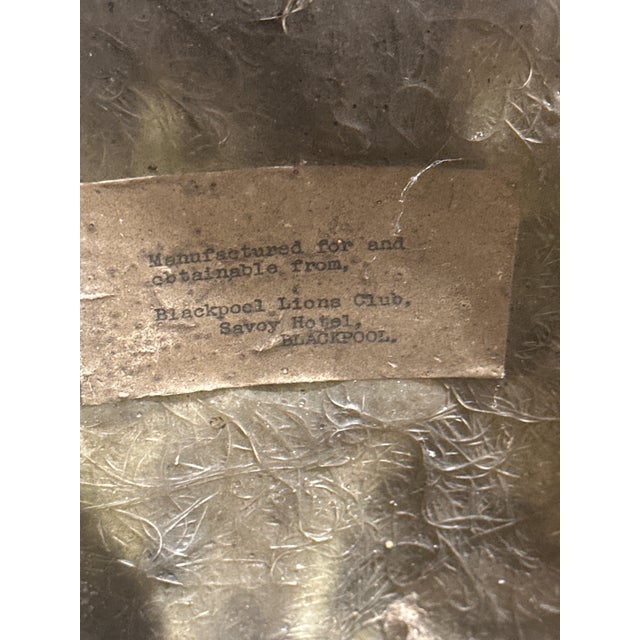 Manufactured for and
obtainable from,
Blackpool Lions Club,
Savoy Hotel,
BLACKPOOL.